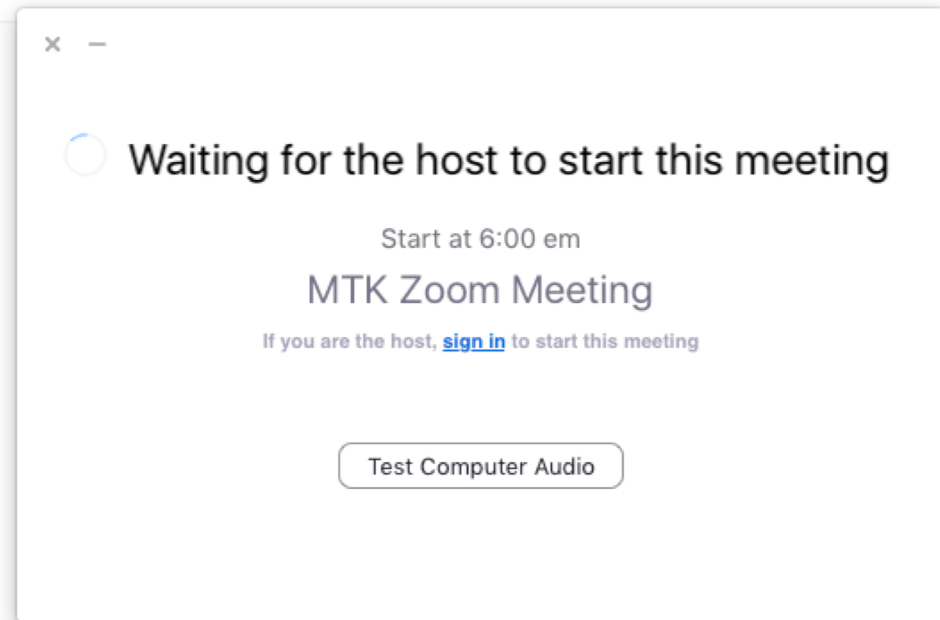 Waiting for the host to start this meeting
Start at 6:00 em
MTK Zoom Meeting
If you are the host, sign in to start this meeting
Test Computer Audio